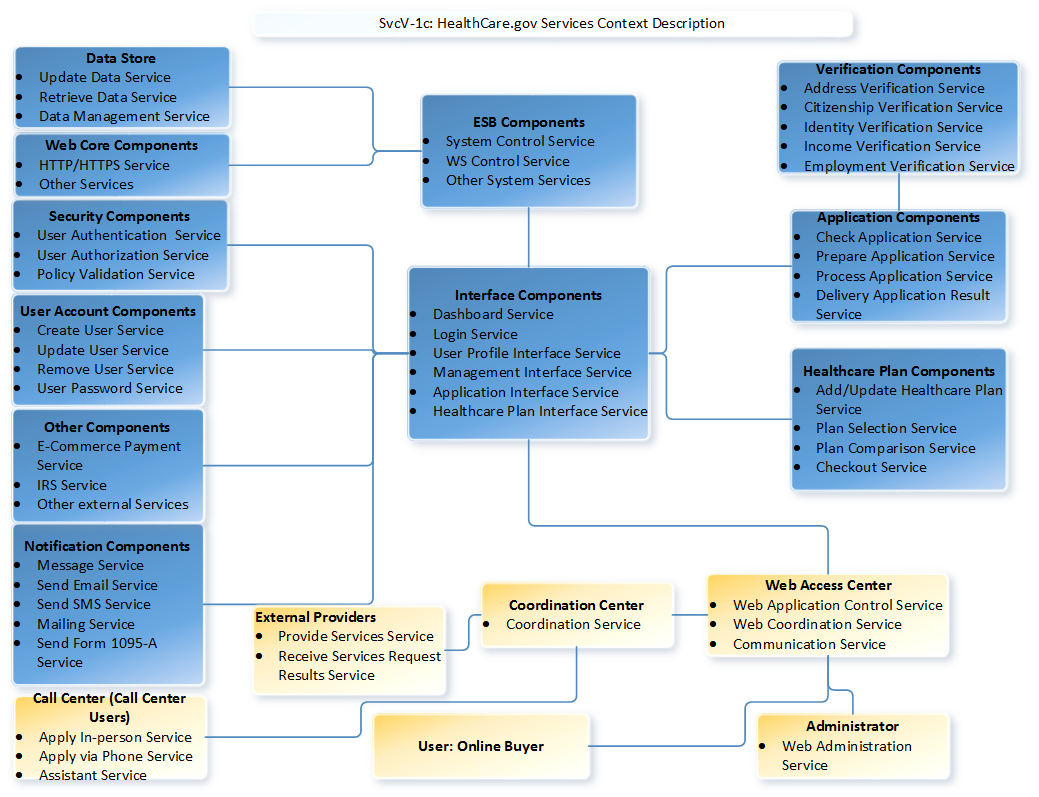 SvcV-1c: HealthCare.gov Services Context Description
Data Store
• Update Data Service
• Retrieve Data Service
• Data Management Service
Web Core Components
• HTTP/HTTPS Service
• Other Services
Security Components
• User Authentication  Service
• User Authorization Service
• Policy Validation Service
User Account Components
• Create User Service
• Update User Service
• Remove User Service
• User Password Service
Other Components
• E-Commerce Payment
Service
• IRS Service
• Other external Services
Notification Components
• Message Service
• Send Email Service
• Send SMS Service
• Mailing Service
• Send Form 1095-A
Service
ESB Components
• System Control Service
• WS Control Service
• Other System Services
Interface Components
• Dashboard Service
• Login Service
• User Profile Interface Service
• Management Interface Service
• Application Interface Service
• Healthcare Plan Interface Service
Verification Components
• Address Verification Service
• Citizenship Verification Service
• Identity Verification Service
• Income Verification Service
• Employment Verification Service
Application Components
• Check Application Service
• Prepare Application Service
• Process Application Service
• Delivery Application Result
Service
Healthcare Plan Components
• Add/Update Healthcare Plan
Service
• Plan Selection Service
• Plan Comparison Service
• Checkout Service
External Providers
• Provide Services Service
• Receive Services Request
Results Service
Coordination Center
• Coordination Service
Web Access Center
• Web Application Control Service
• Web Coordination Service
• Communication Service
Call Center (Call Center
Users)
• Apply In-person Service
• Apply via Phone Service
• Assistant Service
User: Online Buyer
Administrator
• Web Administration
Service